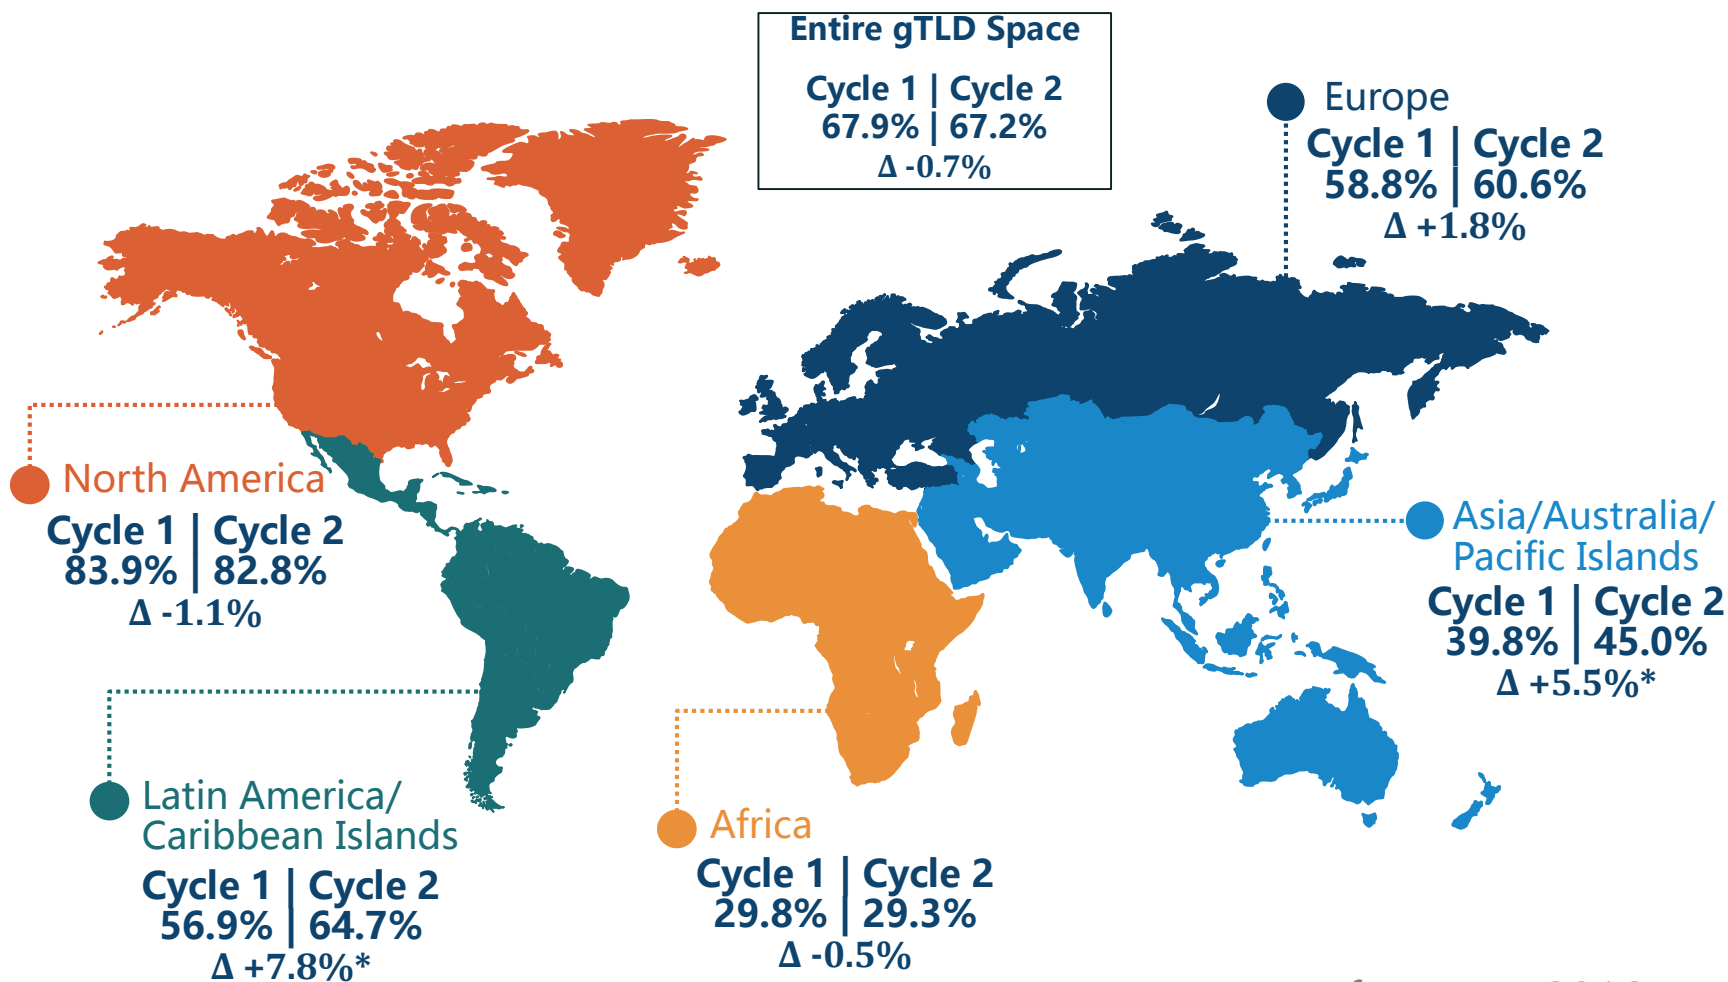 Entire gTLD Space
Cycle 1 | Cycle 2
67.9% | 67.2%
Δ -0.7%
Europe
Cycle 1 | Cycle 2
58.8% | 60.6%
Δ +1.8%
North America
Cycle 1 | Cycle 2
83.9% | 82.8%
Δ -1.1%
Asia/Australia/
Pacific Islands
Cycle 1 | Cycle 2
39.8% | 45.0%
Δ +5.5%*
Latin America/
Caribbean Islands
Cycle 1 | Cycle 2
56.9% | 64.7%
Δ +7.8%*
Africa
Cycle 1 | Cycle 2
29.8% | 29.3%
Δ -0.5%